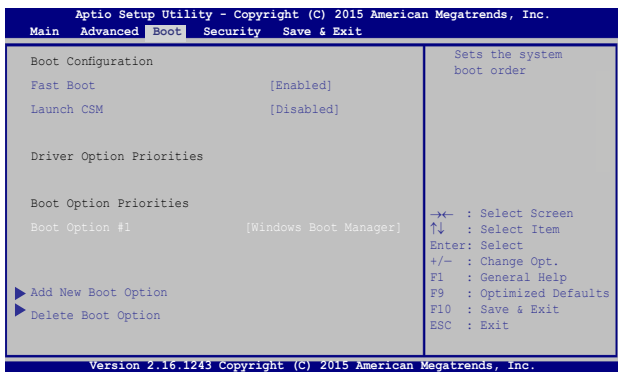 Aptio Setup Utility - Copyright (C) 2015 American Megatrends, Inc.
Main Advanced Boot Security Save & Exit
Boot Configuration
Fast Boot [Enabled]
Launch CSM [Disabled]
Driver Option Priorities
Boot Option Priorities
Boot Option #1 [Windows Boot Manager]
Add New Boot Option
Delete Boot Option
Sets the system
boot order
→← : Select Screen
↑↓ : Select Item
Enter: Select
+/— : Change Opt.
F1 : General Help
F9 : Optimized Defaults
F10 : Save & Exit
ESC : Exit
Version 2.16.1243 Copyright (C) 2015 American Megatrends, Inc.